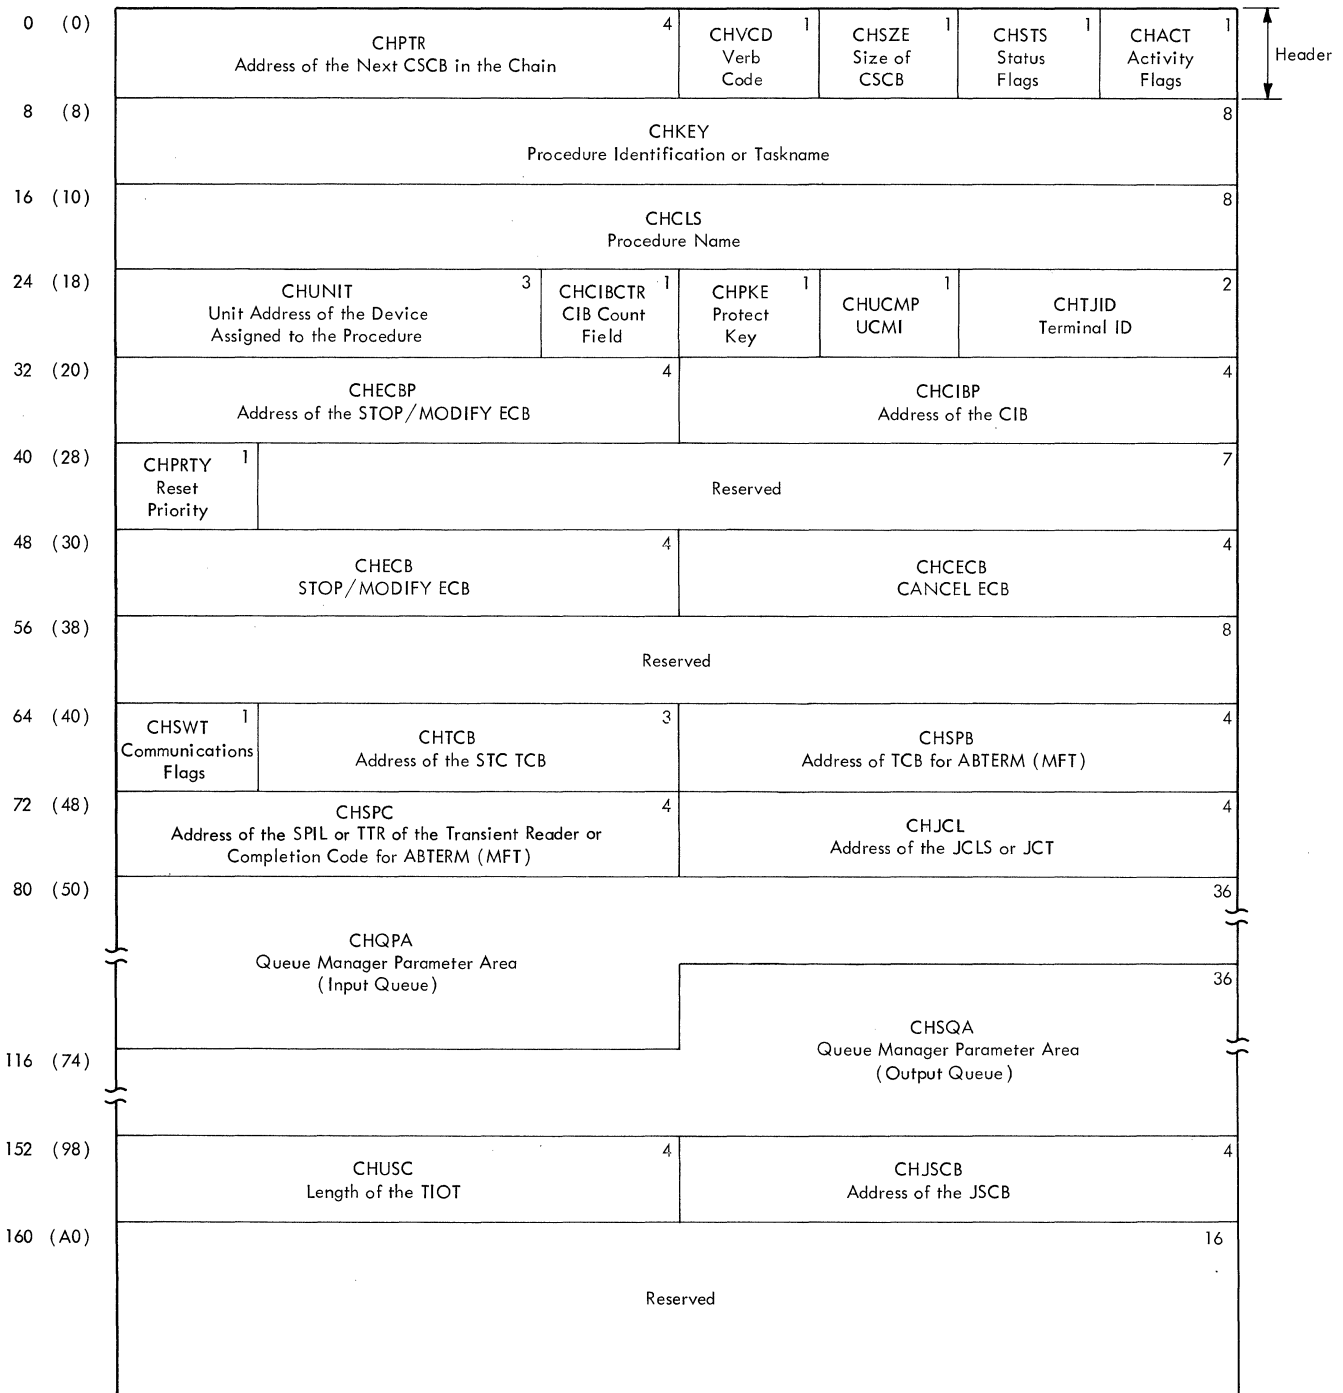 0 (0)
CHPTR 4
Address of the Next CSCB in the Chain
CHVCD 1
Verb
Code
CHSZE 1
Size of
CSCB
CHSTS 1
Status
Flags
CHACT 1
Activity
Flags
Header
8 (8)
CHKEY 8
Procedure Identification or Taskname
16 (10)
CHCLS 8
Procedure Name
24 (18)
CHUNIT 3
Unit Address of the Device
Assigned to the Procedure
CHCIBCTR 1
CIB Count
Field
CHPKE 1
Protect
Key
CHUCMP 1
UCMI
CHTJID 2
Terminal ID
32 (20)
CHECBP 4
Address of the STOP/MODIFY ECB
CHCIBP 4
Address of the CIB
40 (28)
CHPRTY 1
Reset
Priority
Reserved 7
48 (30)
CHECB 4
STOP/MODIFY ECB
CHCECB 4
CANCEL ECB
56 (38)
8
Reserved
64 (40)
CHSWT 1
Communications
Flags
CHTCB 3
Address of the STC TCB
CHSPB 4
Address of TCB for ABTERM (MFT)
72 (48)
CHSPC 4
Address of the SPIL or TTR of the Transient Reader or
Completion Code for ABTERM (MFT)
CHJCL 4
Address of the JCLS or JCT
80 (50)
36
CHQPA
Queue Manager Parameter Area
(Input Queue)
36
CHSQA
Queue Manager Parameter Area
(Output Queue)
116 (74)
152 (98)
CHUSC 4
Length of the TIOT
CHJSCB 4
Address of the JSCB
160 (A0)
16
Reserved